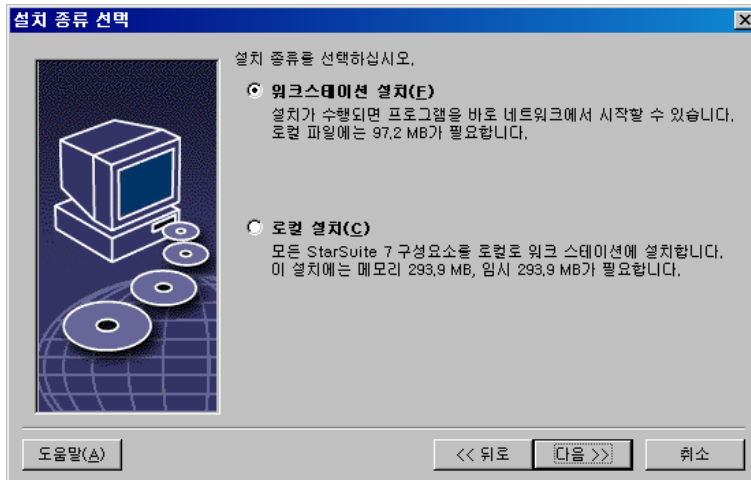 설치 종류 선택
설치 종류를 선택하십시오.
워크스테이션 설치(F)
설치가 수행되면 프로그램을 바로 네트워크에서 시작할 수 있습니다.
로컬 파일에는 97,2 MB가 필요합니다.
로컬 설치(C)
모든 StarSuite 7 구성요소를 로컬로 워크 스테이션에 설치합니다.
이 설치에는 메모리 293,9 MB, 임시 293,9 MB가 필요합니다.
도움말(A)
<< 뒤로
다음 >>
취소